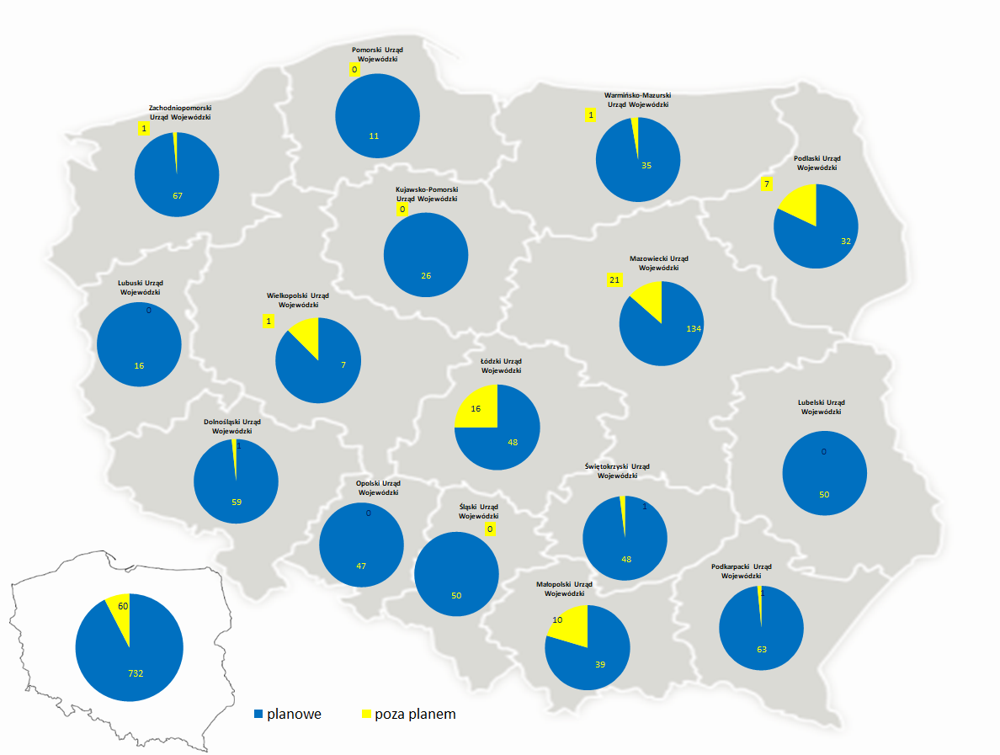 Pomorski Urząd
Wojewódzki
0
11
Zachodniopomorski
Urząd Wojewódzki
1
67
Warmińsko-Mazurski
Urząd Wojewódzki
1
35
Podlaski Urząd
Wojewódzki
7
32
Kujawsko-Pomorski
Urząd Wojewódzki
0
26
Mazowiecki Urząd
Wojewódzki
21
134
Lubuski Urząd
Wojewódzki
0
16
Wielkopolski Urząd
Wojewódzki
1
7
Łódzki Urząd
Wojewódzki
16
48
Lubelski Urząd
Wojewódzki
0
50
Dolnośląski Urząd
Wojewódzki
1
59
Opolski Urząd
Wojewódzki
0
47
Śląski Urząd
Wojewódzki
0
50
Świętokrzyski Urząd
Wojewódzki
1
48
Małopolski Urząd
Wojewódzki
10
39
Podkarpacki Urząd
Wojewódzki
1
63
60
732
planowe
poza planem